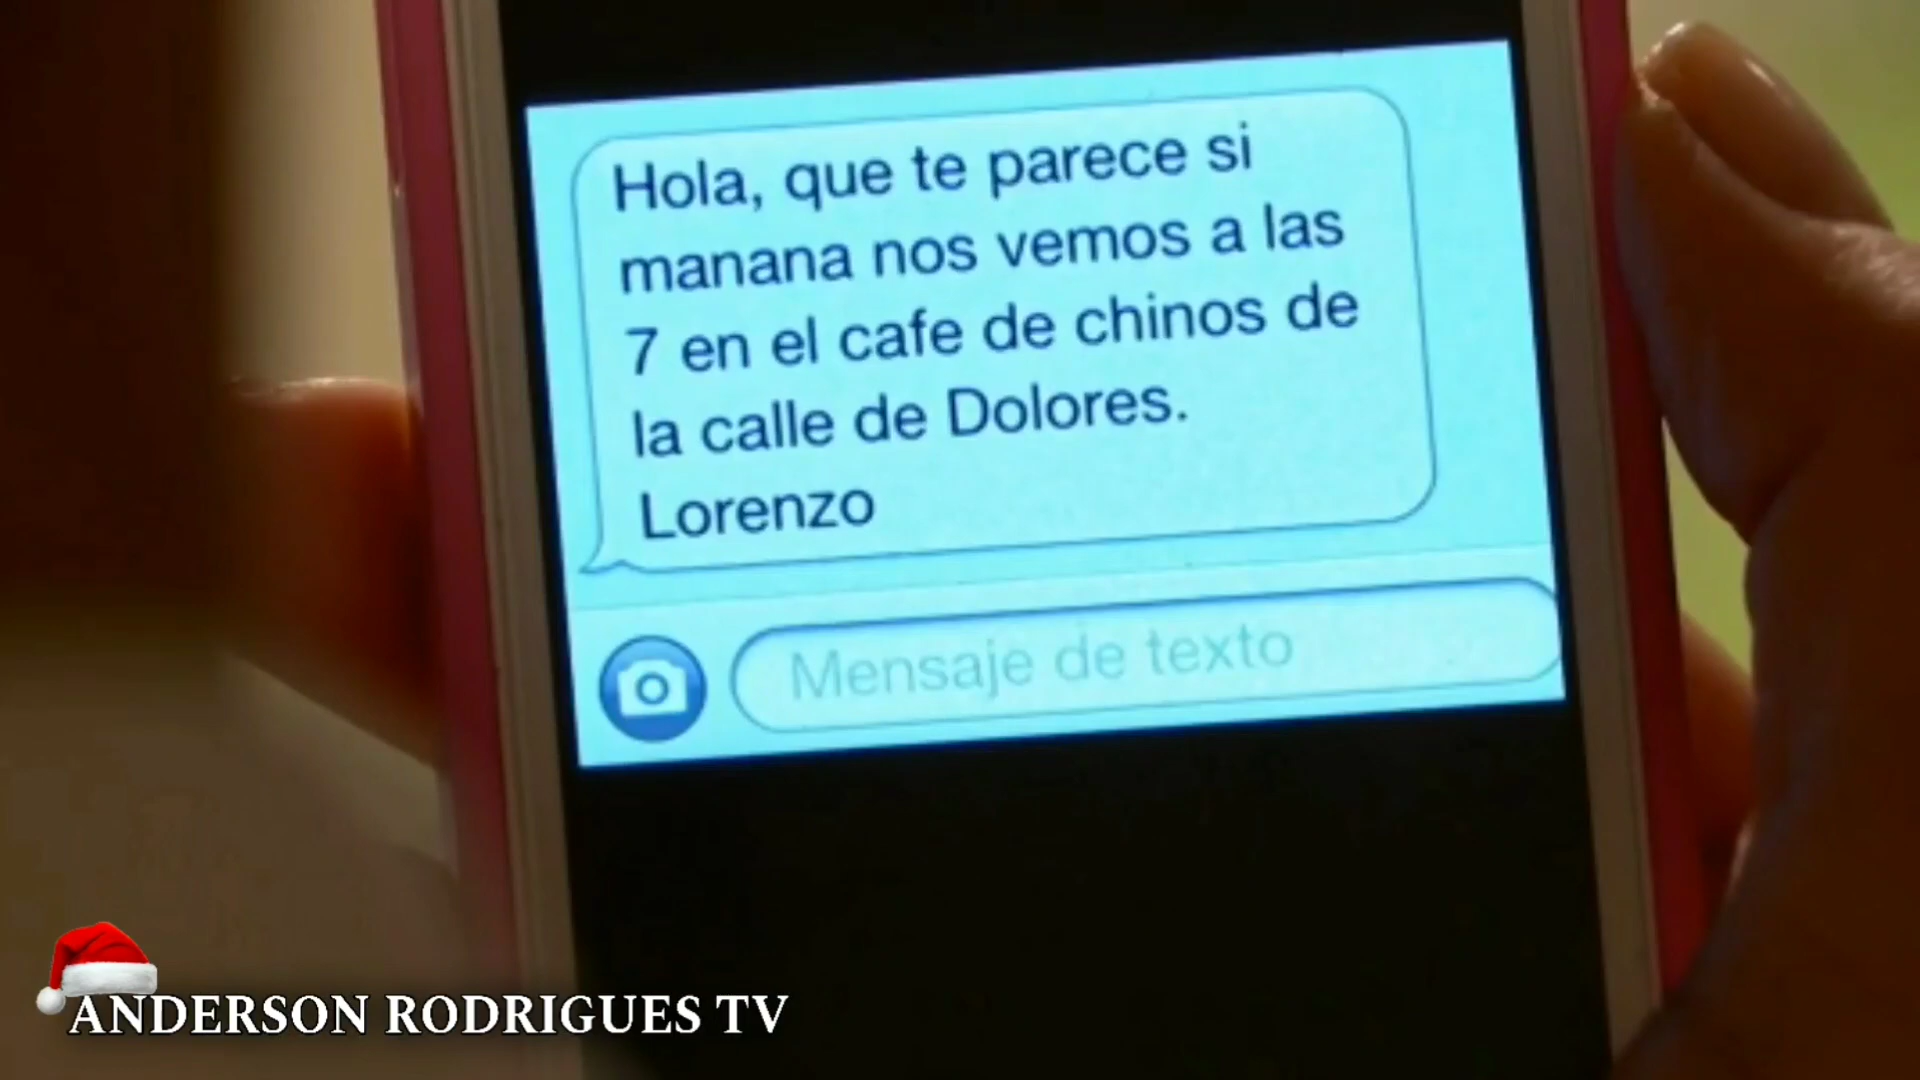 Hola, que te parece si
manana nos vemos a las
7 en el cafe de chinos de
la calle de Dolores.
Lorenzo
Mensaje de texto
ANDERSON RODRIGUES TV